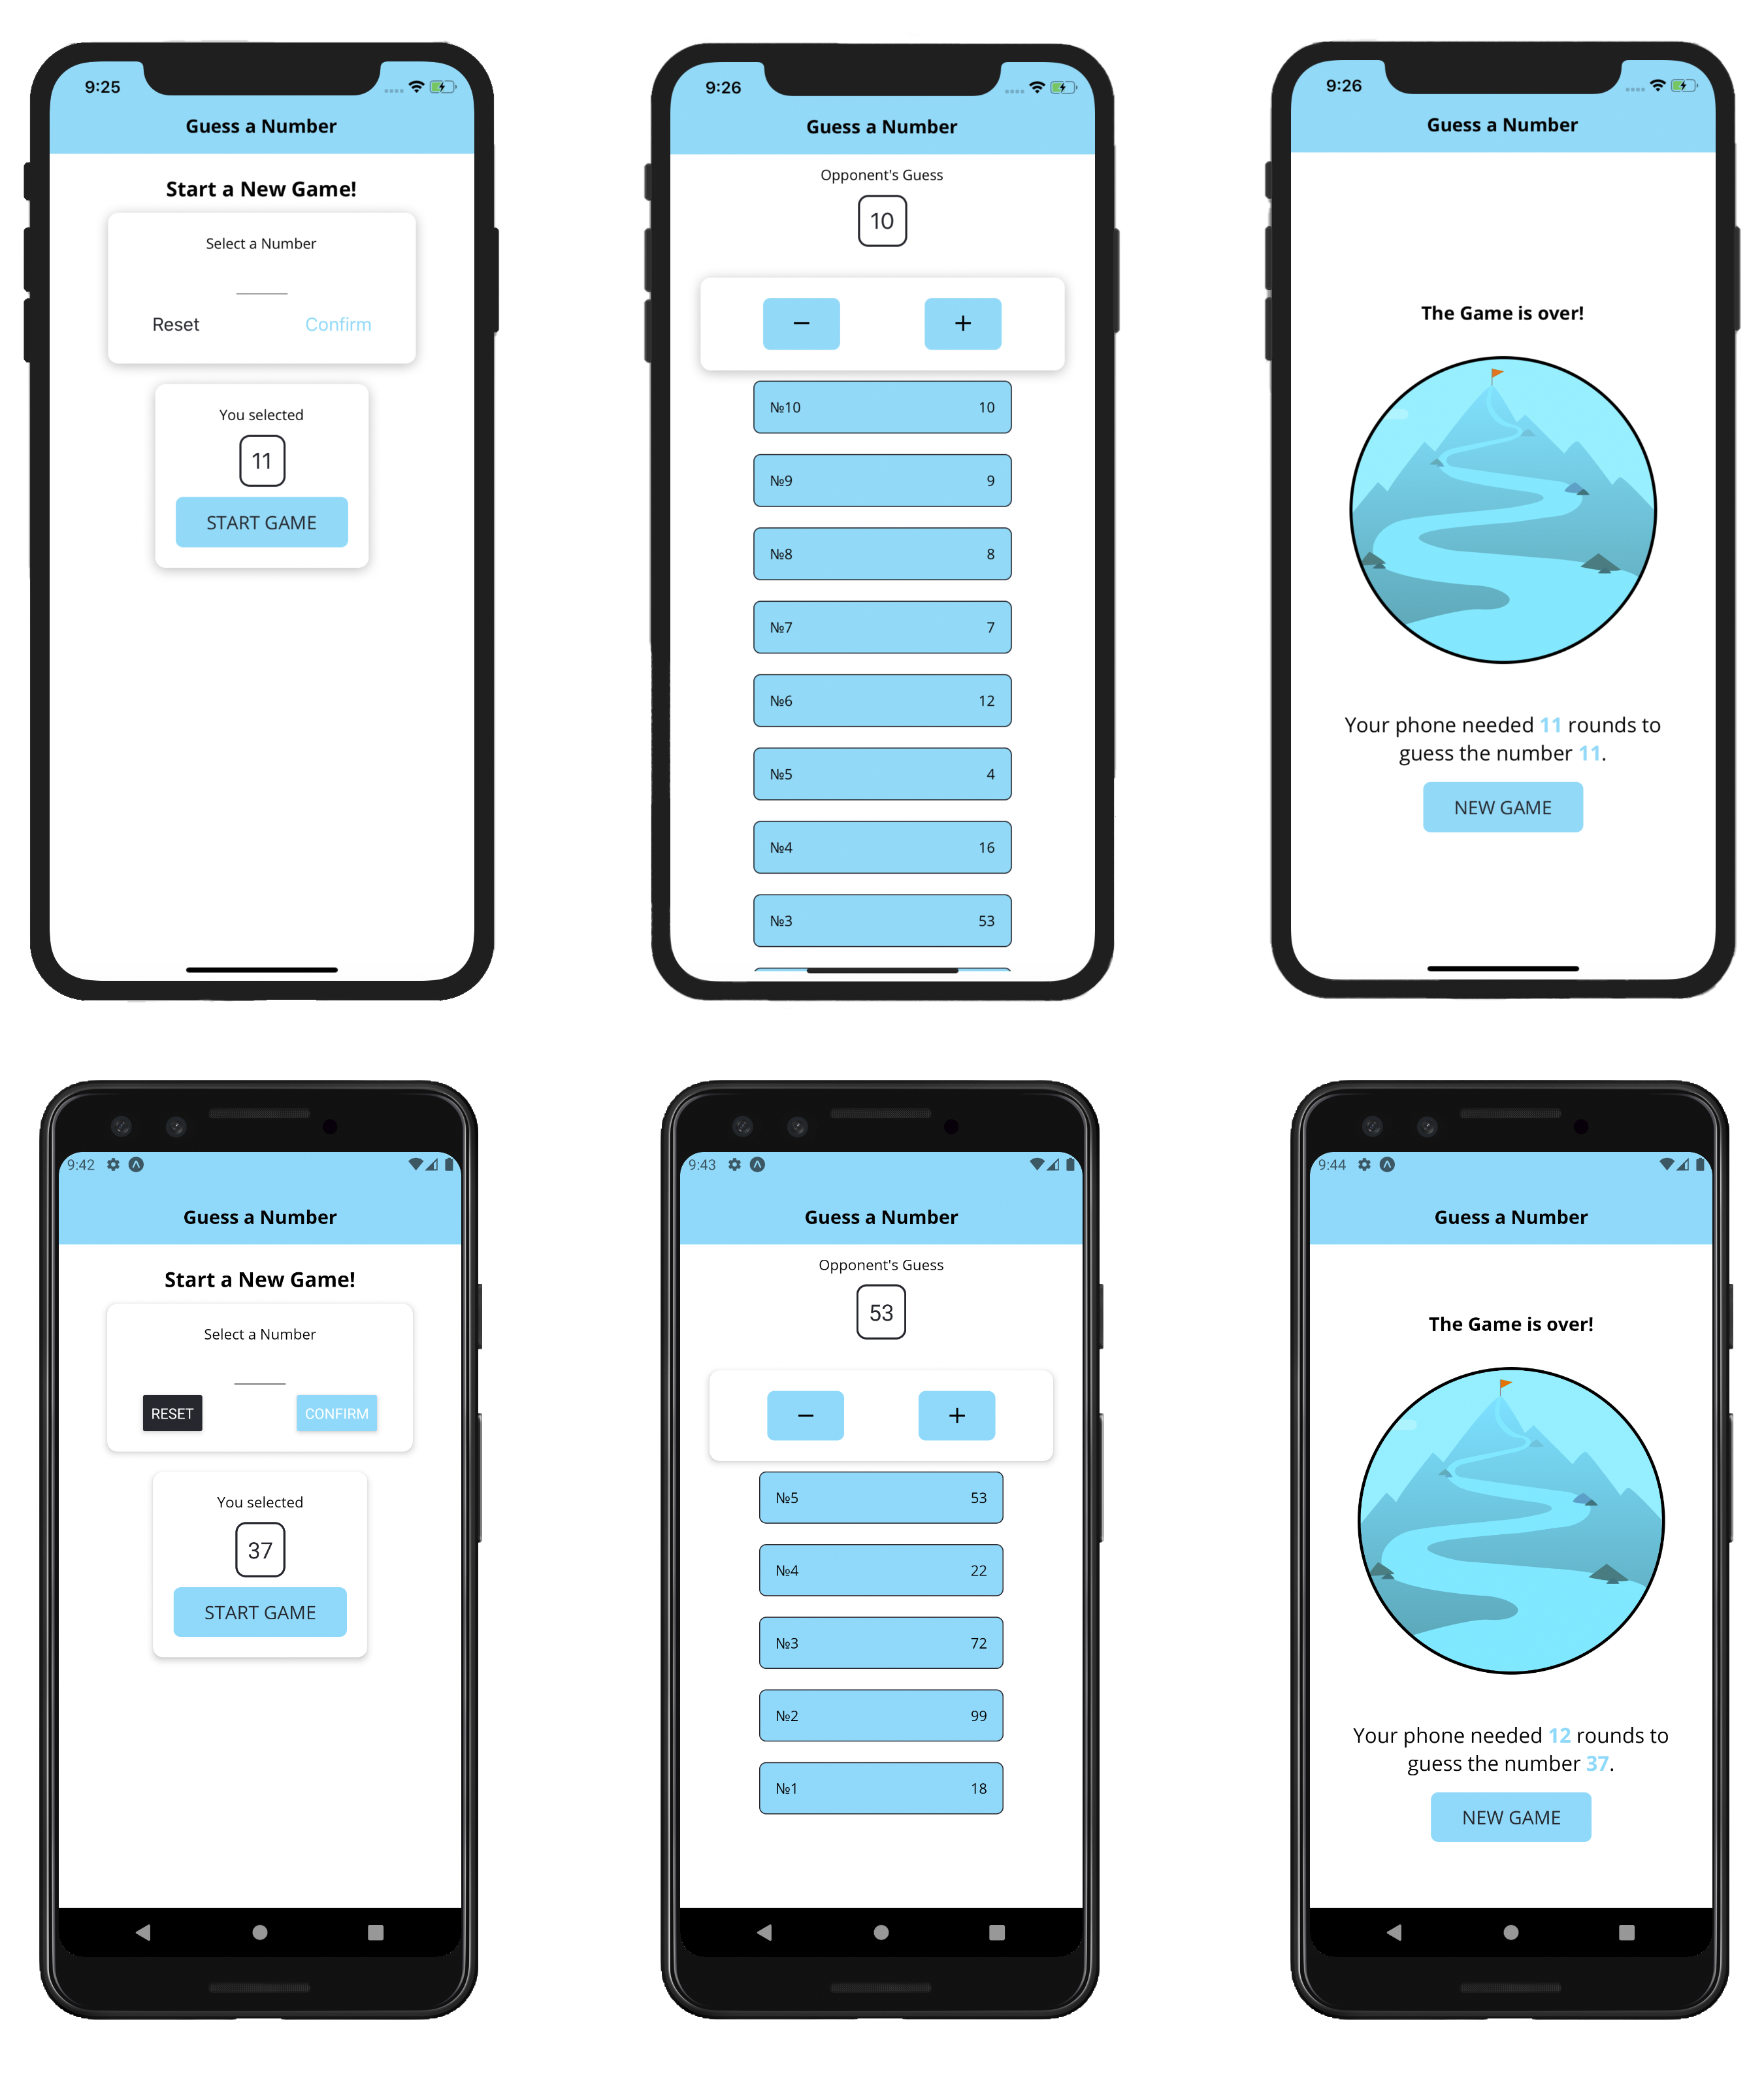 9:25
Guess a Number
Start a New Game!
Select a Number
Reset Confirm
You selected
11
START GAME
9:26
Guess a Number
Opponent's Guess
10
− +
№10 10
№9 9
№8 8
№7 7
№6 12
№5 4
№4 16
№3 53
9:26
Guess a Number
The Game is over!
Your phone needed 11 rounds to
guess the number 11.
NEW GAME
9:42
Guess a Number
Start a New Game!
Select a Number
RESET CONFIRM
You selected
37
START GAME
9:43
Guess a Number
Opponent's Guess
53
− +
№5 53
№4 22
№3 72
№2 99
№1 18
9:44
Guess a Number
The Game is over!
Your phone needed 12 rounds to
guess the number 37.
NEW GAME